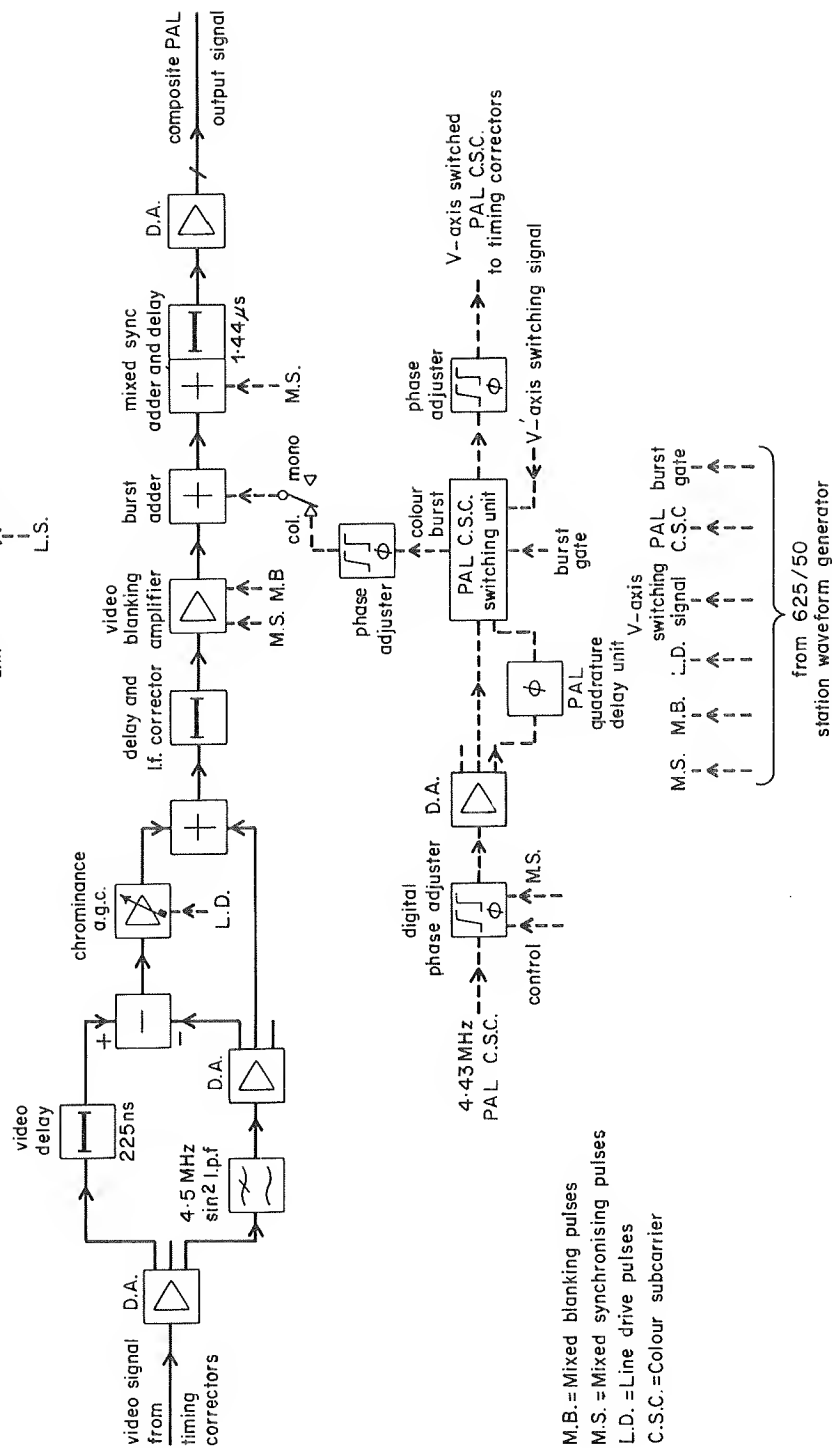 L.S.
video signal
from
timing
correctors
D.A.
video
delay
225ns
4·5 MHz
sin2 l.p.f
D.A.
+
−
−
chrominance
a.g.c.
L.D.
+
delay and
l.f. corrector
video
blanking
amplifier
M.S. M.B
burst
adder
+
col.
mono
mixed sync
adder and delay
+
1·44μs
M.S.
D.A.
composite PAL
output signal
4·43MHz
PAL C.S.C.
digital
phase adjuster
ϕ
control
M.S.
D.A.
ϕ
PAL
quadrature
delay unit
phase
adjuster
ϕ
colour
burst
PAL C.S.C.
switching unit
burst
gate
V-axis switching signal
phase
adjuster
ϕ
V-axis switched
PAL C.S.C.
to timing correctors
M.S. M.B. L.D. V-axis switching signal PAL C.S.C burst gate
from 625/50
station waveform generator
M.B. = Mixed blanking pulses
M.S. = Mixed synchronising pulses
L.D. = Line drive pulses
C.S.C. = Colour subcarrier